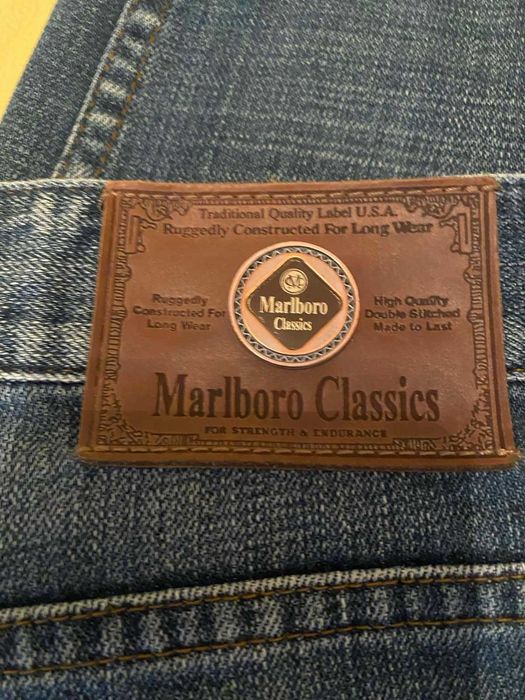 Traditional Quality Label U.S.A.
Ruggedly Constructed For Long Wear
Ruggedly
Constructed For
Long Wear
Marlboro
Classics
High Quality
Double Stitched
Made to Last
Marlboro Classics
FOR STRENGTH & ENDURANCE